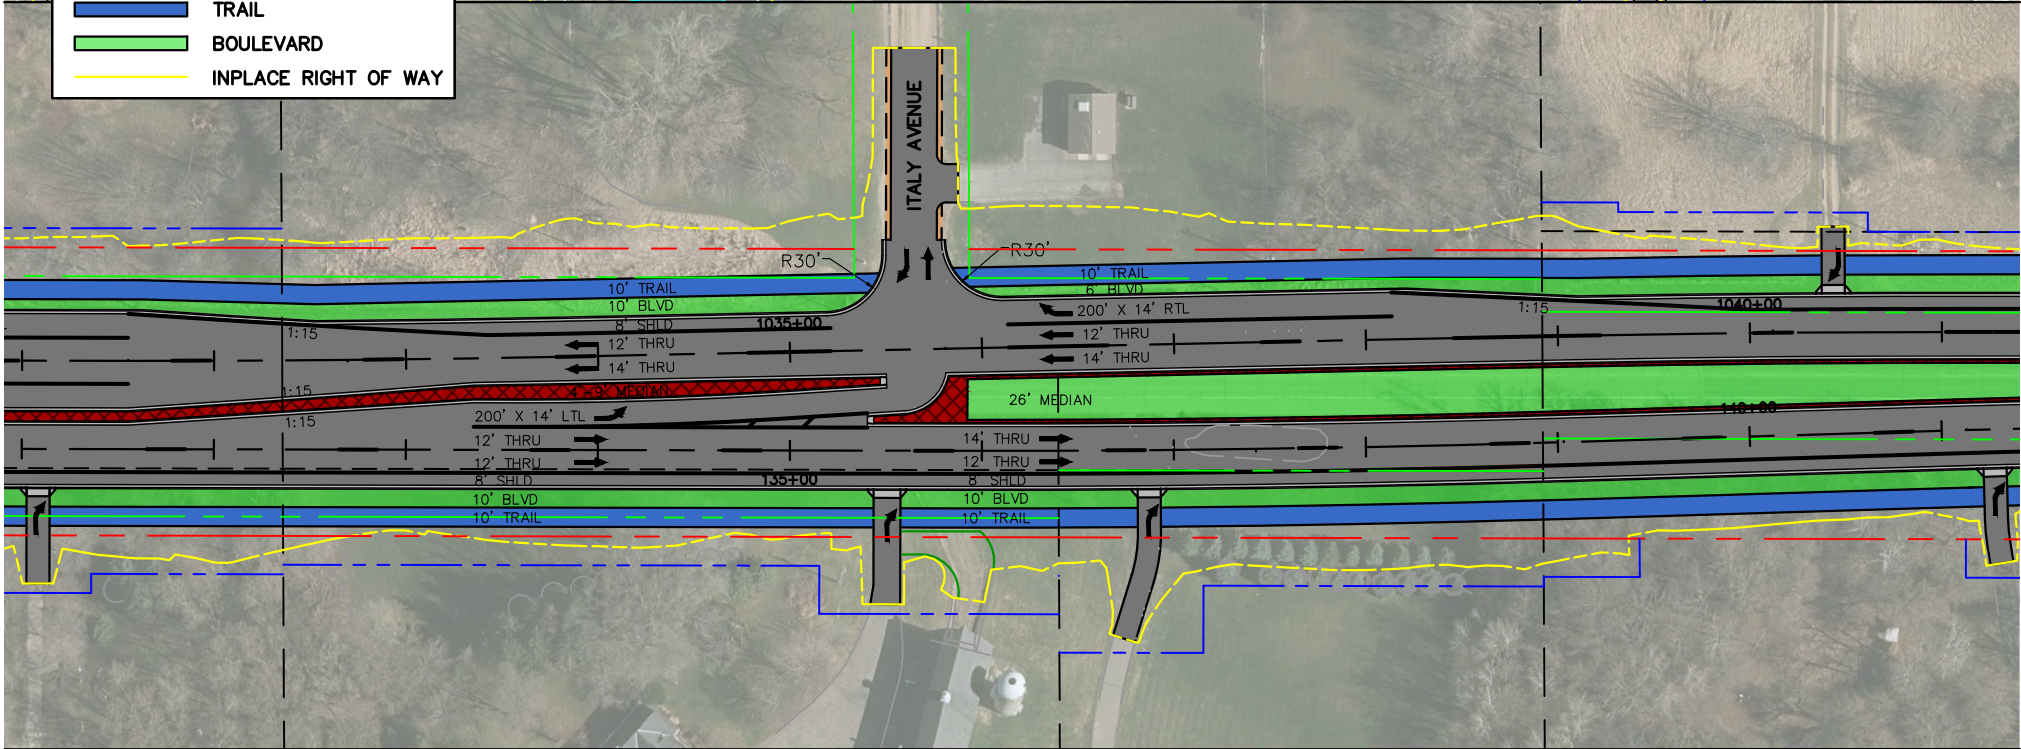 TRAIL
BOULEVARD
INPLACE RIGHT OF WAY
ITALY AVENUE
R30'
R30'
10' TRAIL
10' BLVD
8' SHLD
1035+00
12' THRU
14' THRU
10' TRAIL
6' BLVD
200' X 14' RTL
12' THRU
14' THRU
1:15
1040+00
1:15
1:15
1:15
MEDIAN
200' X 14' LTL
12' THRU
12' THRU
8' SHLD
10' BLVD
10' TRAIL
135+00
26' MEDIAN
14' THRU
12' THRU
8' SHLD
10' BLVD
10' TRAIL
140+00